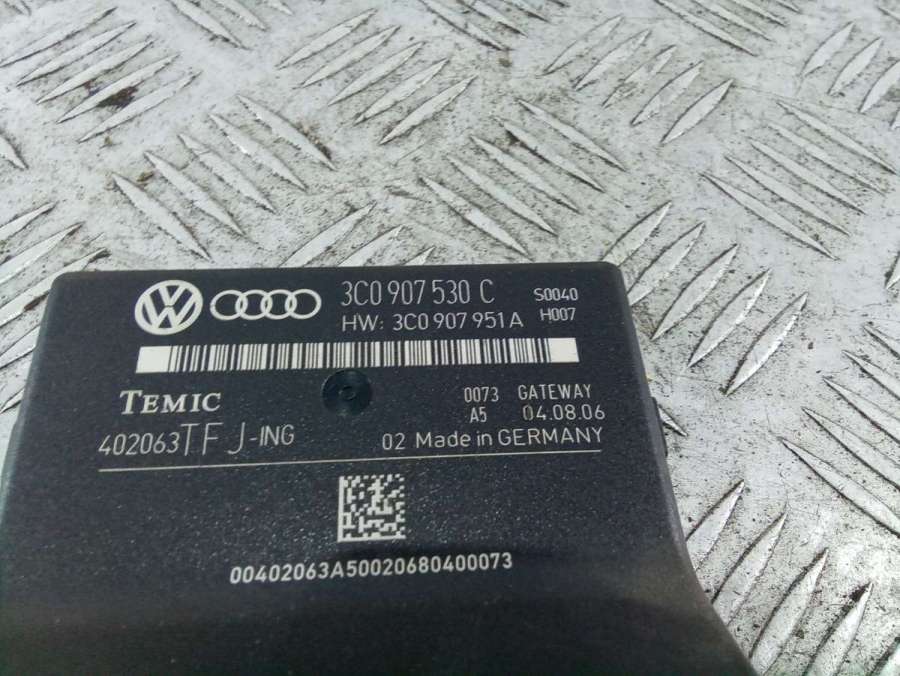 3C0 907 530 C S0040
HW: 3C0 907 951 A H007
TEMIC 0073 GATEWAY
A5 04.08.06
402063TFJ-ING 02 Made in GERMANY
00402063A50020680400073